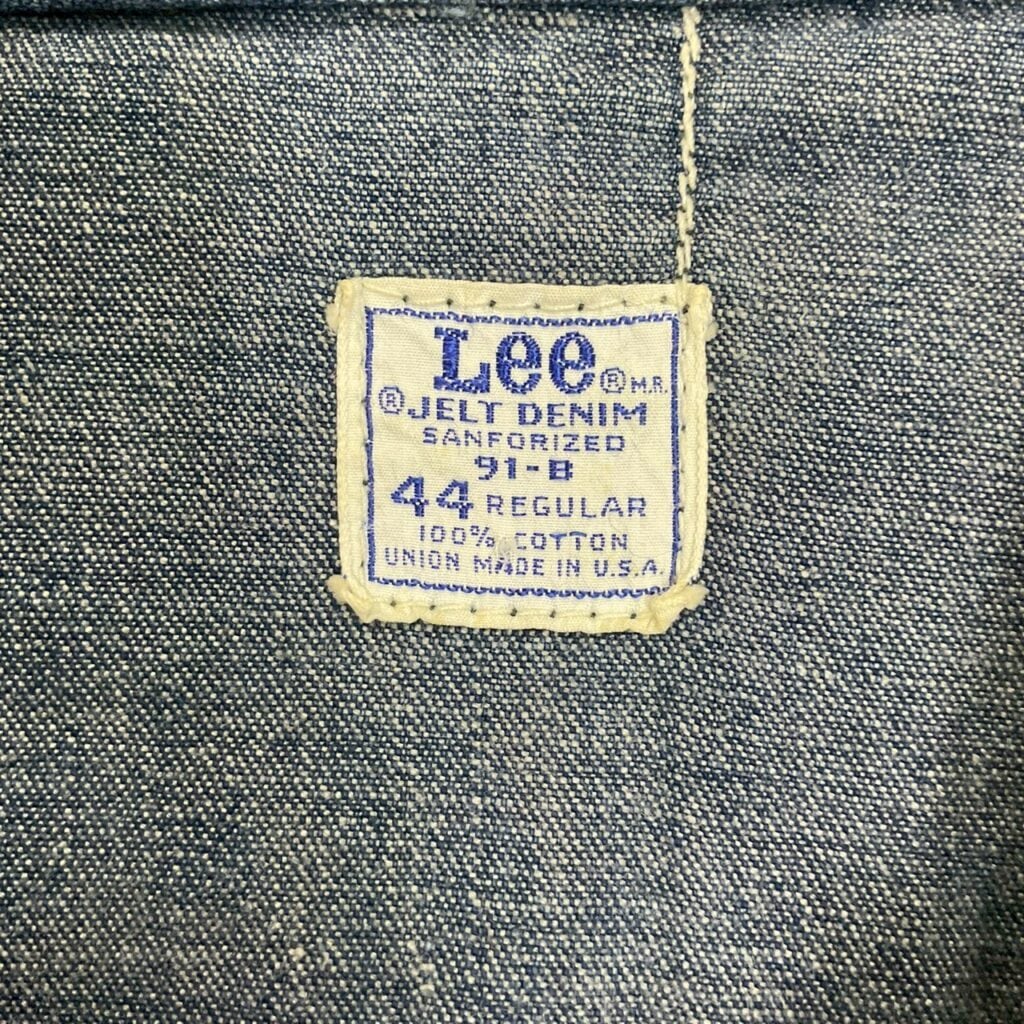 Lee ® M.R.
® JELT DENIM
SANFORIZED
91-B
44 REGULAR
100% COTTON
UNION MADE IN U.S.A.